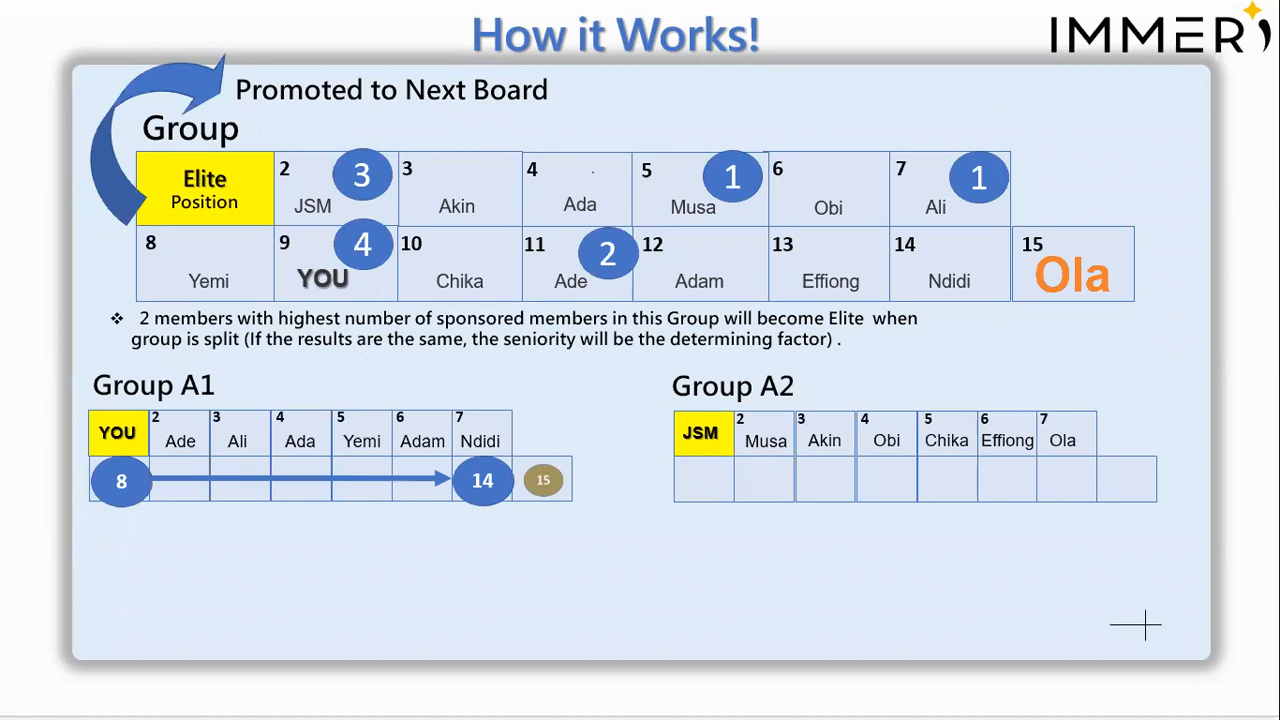 How it Works!
IMMERI
Promoted to Next Board
Group
Elite
Position
2 3 JSM
3 Akin
4 Ada
5 1 Musa
6 Obi
7 1 Ali
8 Yemi
9 4 YOU
10 Chika
11 2 Ade
12 Adam
13 Effiong
14 Ndidi
15 Ola
❖ 2 members with highest number of sponsored members in this Group will become Elite when
group is split (If the results are the same, the seniority will be the determining factor) .
Group A1
YOU 2 Ade 3 Ali 4 Ada 5 Yemi 6 Adam 7 Ndidi
8 14 15
Group A2
JSM 2 Musa 3 Akin 4 Obi 5 Chika 6 Effiong 7 Ola